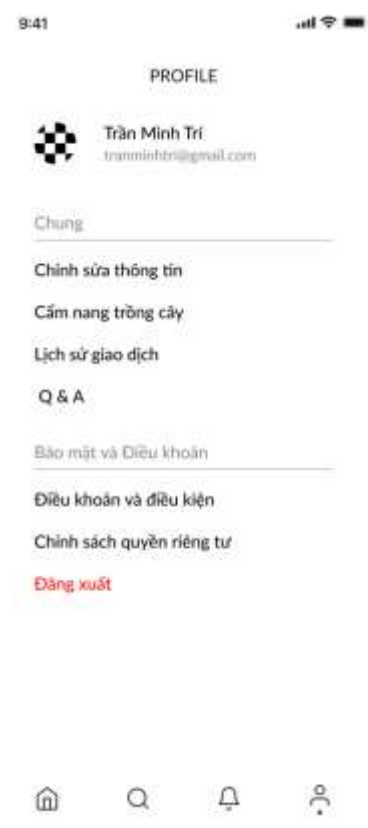 9:41
PROFILE
Trần Minh Trí
tranminhtri@gmail.com
Chung
Chỉnh sửa thông tin
Cẩm nang trồng cây
Lịch sử giao dịch
Q & A
Bảo mật và Điều khoản
Điều khoản và điều kiện
Chính sách quyền riêng tư
Đăng xuất